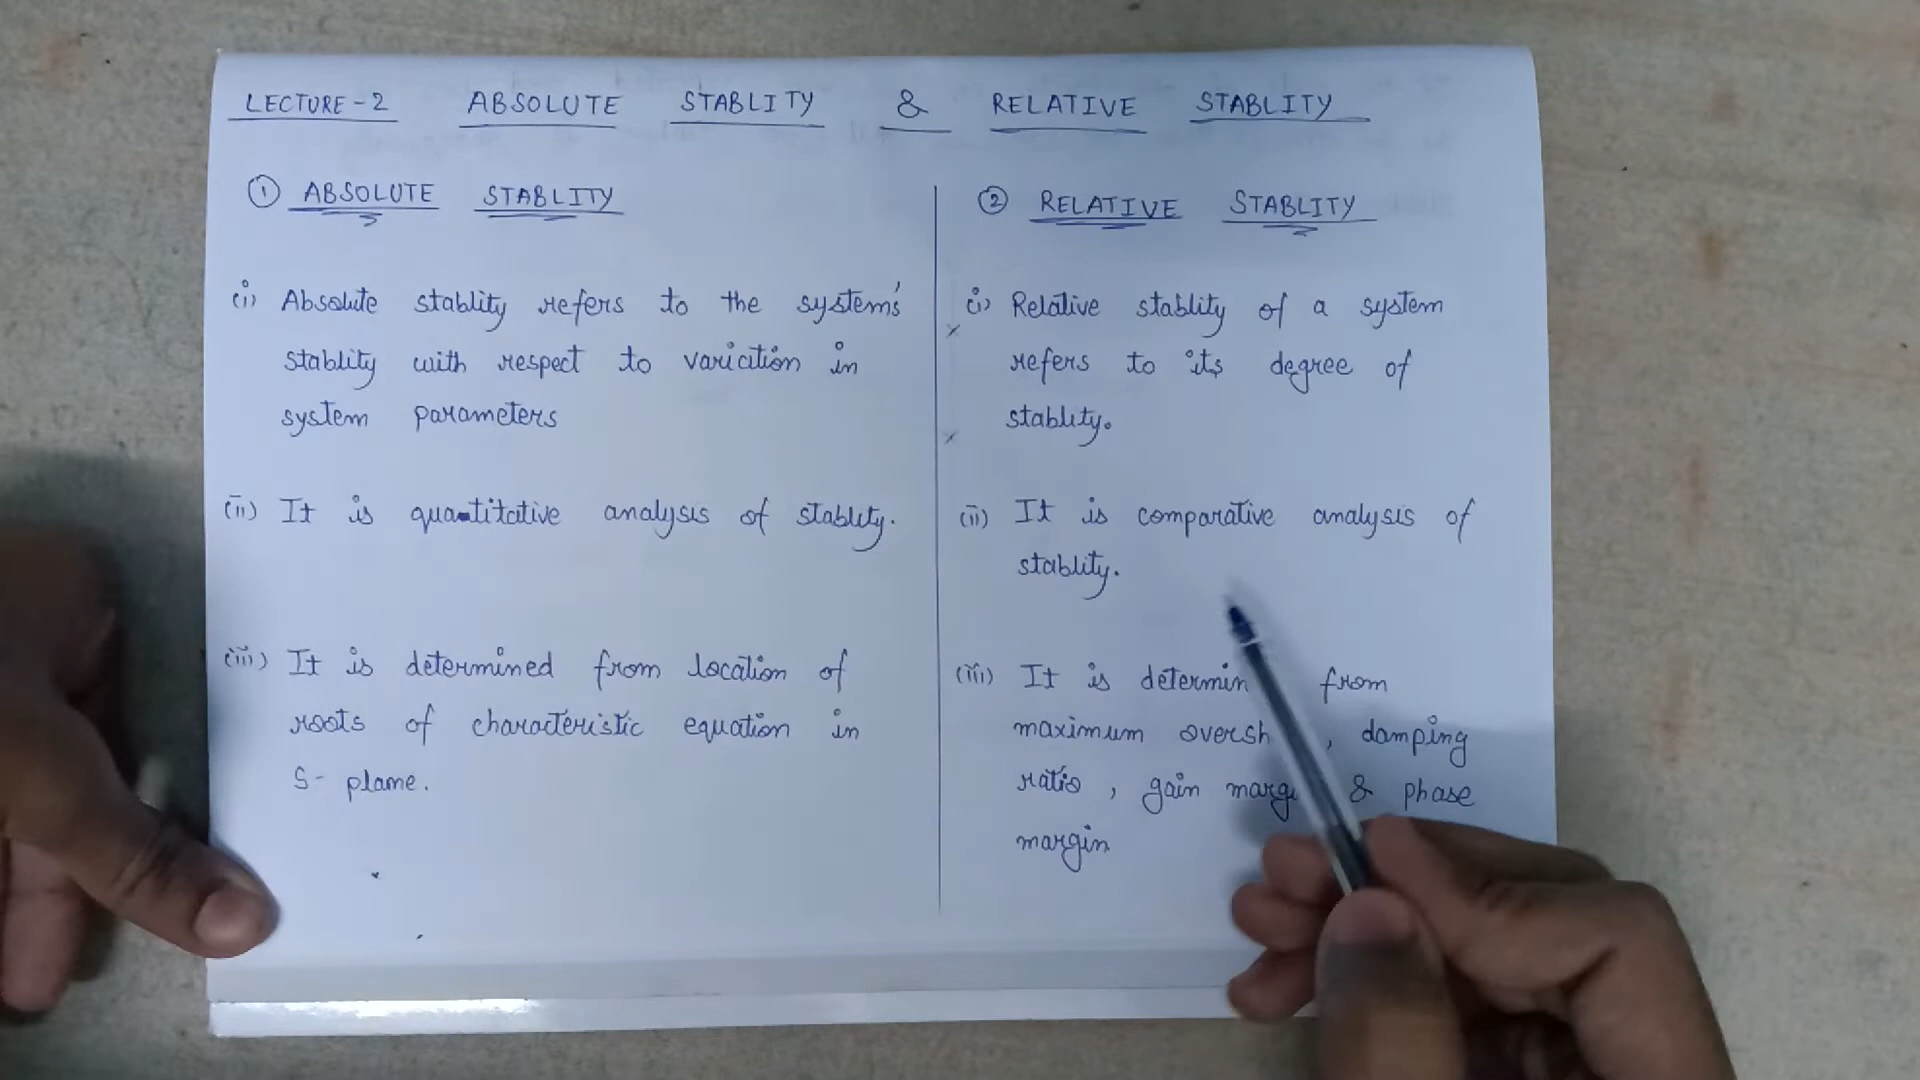 LECTURE-2 ABSOLUTE STABLITY & RELATIVE STABLITY
① ABSOLUTE STABLITY
(i) Absolute stablity refers to the system's
stablity with respect to variation in
system parameters
(ii) It is quantitative analysis of stablity.
(iii) It is determined from location of
roots of characteristic equation in
S-plane.
② RELATIVE STABLITY
(i) Relative stablity of a system
refers to its degree of
stablity.
(ii) It is comparative analysis of
stablity.
(iii) It is from
maximum , damping
ratio, gain & phase
margin